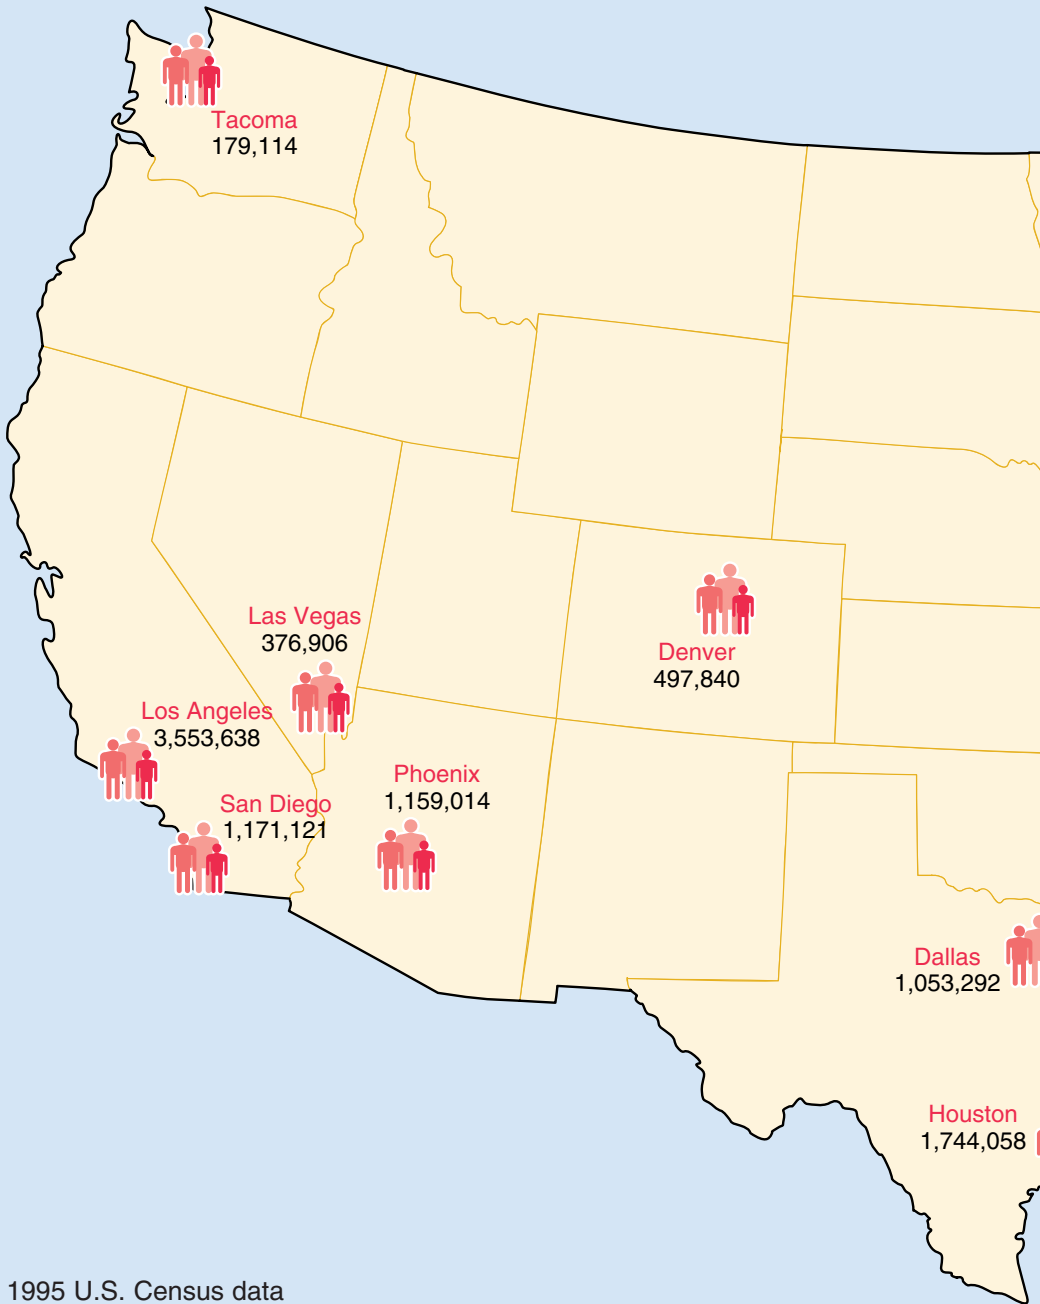 Tacoma
179,114
Las Vegas
376,906
Denver
497,840
Los Angeles
3,553,638
Phoenix
1,159,014
San Diego
1,171,121
Dallas
1,053,292
Houston
1,744,058
1995 U.S. Census data